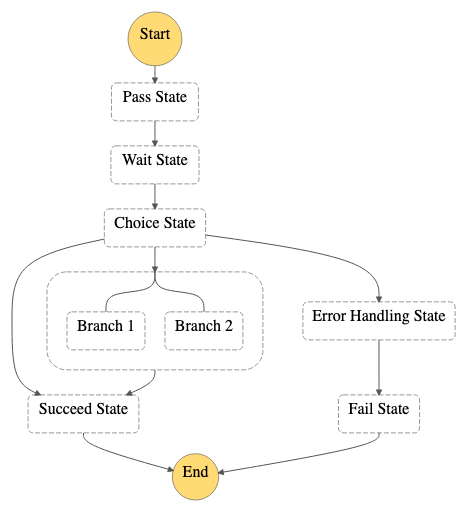 Start
Pass State
Wait State
Choice State
Branch 1
Branch 2
Error Handling State
Succeed State
Fail State
End